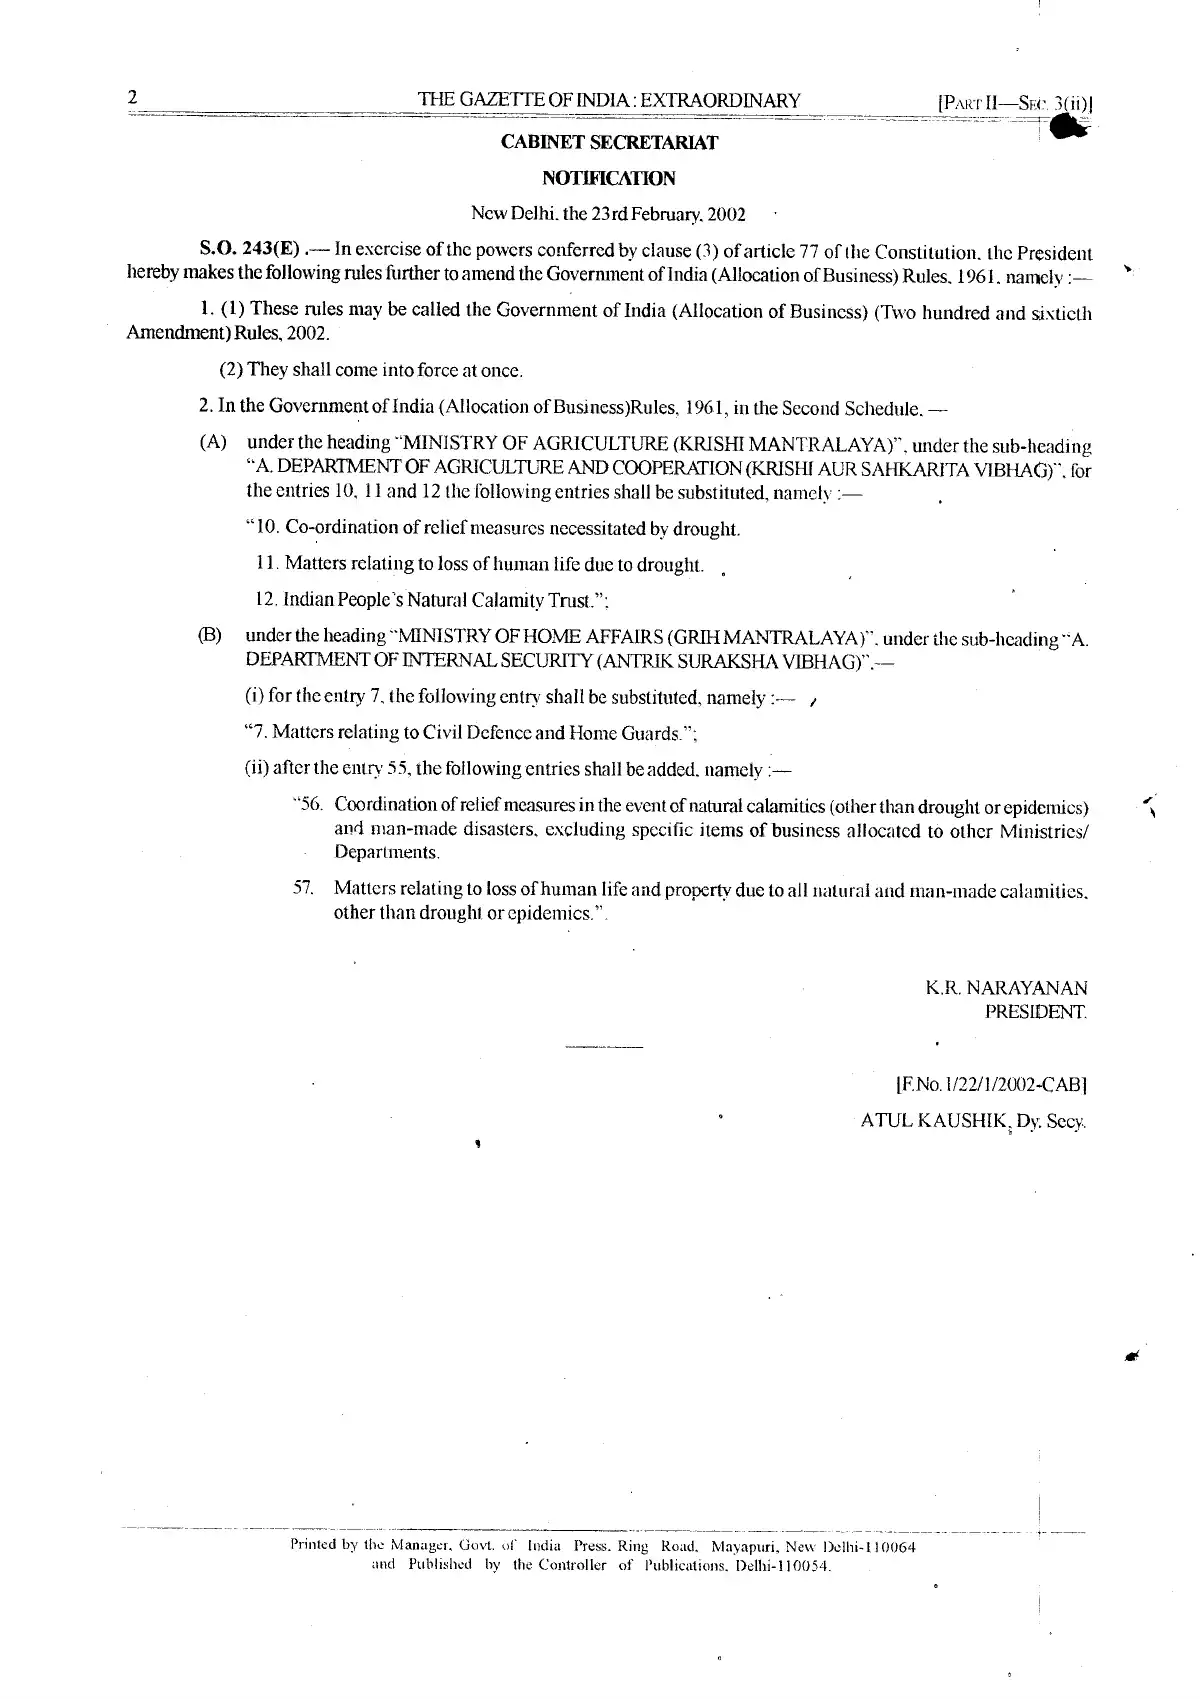 2
THE GAZETTE OF INDIA : EXTRAORDINARY
[PART II—SEC. 3(ii)]
CABINET SECRETARIAT
NOTIFICATION
New Delhi, the 23rd February, 2002
S.O. 243(E) .— In exercise of the powers conferred by clause (3) of article 77 of the Constitution, the President
hereby makes the following rules further to amend the Government of India (Allocation of Business) Rules, 1961, namely :—
1. (1) These rules may be called the Government of India (Allocation of Business) (Two hundred and sixtieth
Amendment) Rules, 2002.
(2) They shall come into force at once.
2. In the Government of India (Allocation of Business)Rules, 1961, in the Second Schedule, —
(A) under the heading "MINISTRY OF AGRICULTURE (KRISHI MANTRALAYA)", under the sub-heading
"A. DEPARTMENT OF AGRICULTURE AND COOPERATION (KRISHI AUR SAHKARITA VIBHAG)", for
the entries 10, 11 and 12 the following entries shall be substituted, namely :—
"10. Co-ordination of relief measures necessitated by drought.
11. Matters relating to loss of human life due to drought.
12. Indian People's Natural Calamity Trust.";
(B) under the heading "MINISTRY OF HOME AFFAIRS (GRIH MANTRALAYA)", under the sub-heading "A.
DEPARTMENT OF INTERNAL SECURITY (ANTRIK SURAKSHA VIBHAG)",—
(i) for the entry 7, the following entry shall be substituted, namely :—
"7. Matters relating to Civil Defence and Home Guards.";
(ii) after the entry 55, the following entries shall be added, namely :—
"56. Coordination of relief measures in the event of natural calamities (other than drought or epidemics)
and man-made disasters, excluding specific items of business allocated to other Ministries/
Departments.
57. Matters relating to loss of human life and property due to all natural and man-made calamities,
other than drought or epidemics.".
K.R. NARAYANAN
PRESIDENT.
[F.No. 1/22/1/2002-CAB]
ATUL KAUSHIK, Dy. Secy.
Printed by the Manager, Govt. of India Press, Ring Road, Mayapuri, New Delhi-110064
and Published by the Controller of Publications, Delhi-110054.